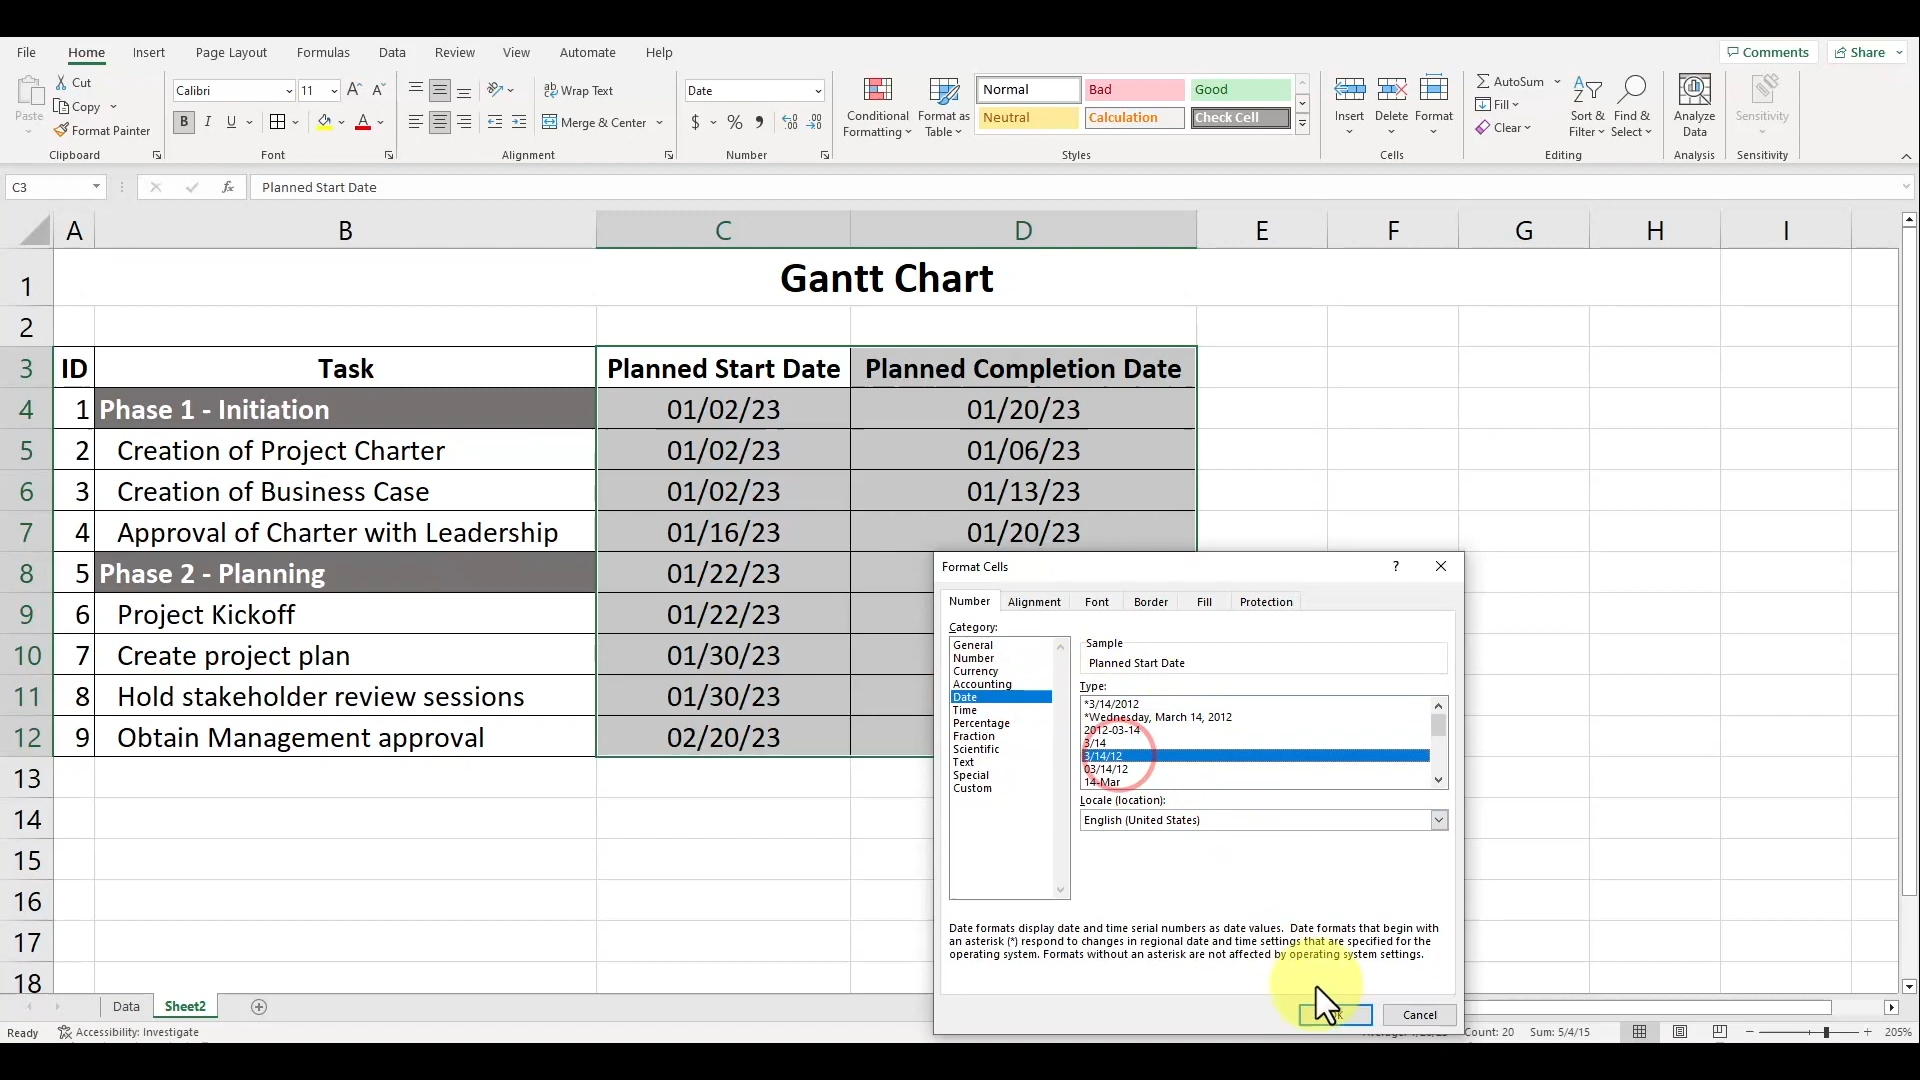 File Home Insert Page Layout Formulas Data Review View Automate Help Comments Share
Paste Cut Copy Format Painter Clipboard
Calibri 11 A A B I U A Font
Wrap Text Merge & Center Alignment
Date $ % Number
Conditional Formatting Format as Table Normal Bad Good Neutral Calculation Check Cell Styles
Insert Delete Format Cells
AutoSum Fill Clear Sort & Filter Find & Select Editing
Analyze Data Analysis
Sensitivity Sensitivity
C3 fx Planned Start Date
A B C D E F G H I
1 Gantt Chart
2
3 ID Task Planned Start Date Planned Completion Date
4 1 Phase 1 - Initiation 01/02/23 01/20/23
5 2 Creation of Project Charter 01/02/23 01/06/23
6 3 Creation of Business Case 01/02/23 01/13/23
7 4 Approval of Charter with Leadership 01/16/23 01/20/23
8 5 Phase 2 - Planning 01/22/23
9 6 Project Kickoff 01/22/23
10 7 Create project plan 01/30/23
11 8 Hold stakeholder review sessions 01/30/23
12 9 Obtain Management approval 02/20/23
13
14
15
16
17
18
Format Cells ?
Number Alignment Font Border Fill Protection
Category:
General
Number
Currency
Accounting
Date
Time
Percentage
Fraction
Scientific
Text
Special
Custom
Sample
Planned Start Date
Type:
*3/14/2012
*Wednesday, March 14, 2012
2012-03-14
3/14
3/14/12
03/14/12
14-Mar
Locale (location):
English (United States)
Date formats display date and time serial numbers as date values. Date formats that begin with
an asterisk (*) respond to changes in regional date and time settings that are specified for the
operating system. Formats without an asterisk are not affected by operating system settings.
Cancel
Data Sheet2
Ready Accessibility: Investigate Count: 20 Sum: 5/4/15 205%